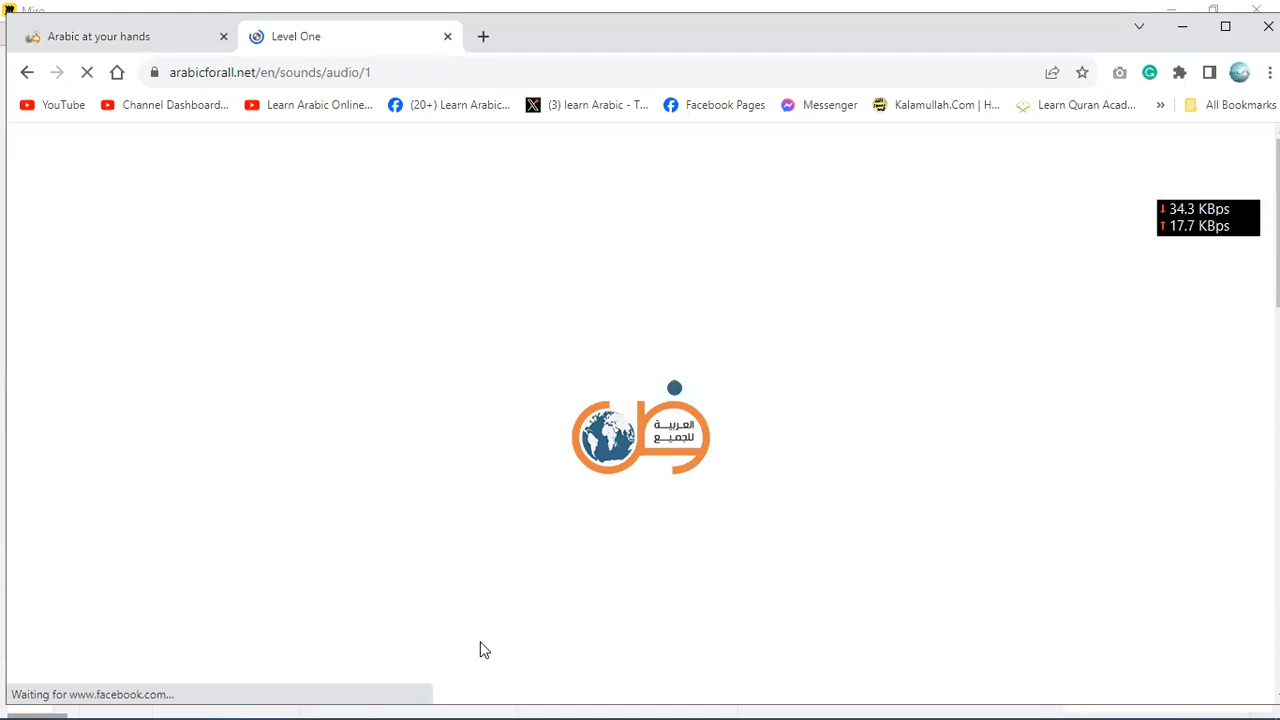 Miro
Arabic at your hands
Level One
arabicforall.net/en/sounds/audio/1
YouTube
Channel Dashboard...
Learn Arabic Online...
(20+) Learn Arabic...
(3) learn Arabic - T...
Facebook Pages
Messenger
Kalamullah.Com | H...
Learn Quran Acad...
»
All Bookmarks
34.3 KBps
17.7 KBps
العربية
للجميع
Waiting for www.facebook.com...